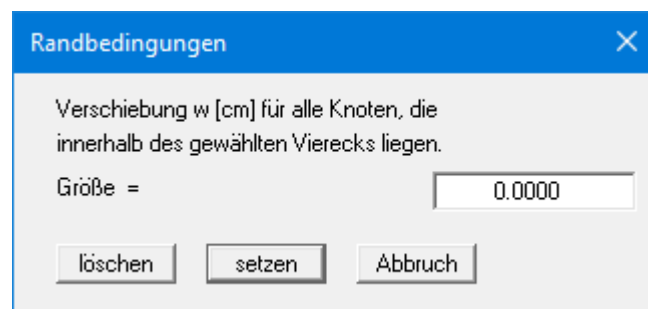 Randbedingungen
Verschiebung w [cm] für alle Knoten, die
innerhalb des gewählten Vierecks liegen.
Größe = 0.0000
löschen setzen Abbruch